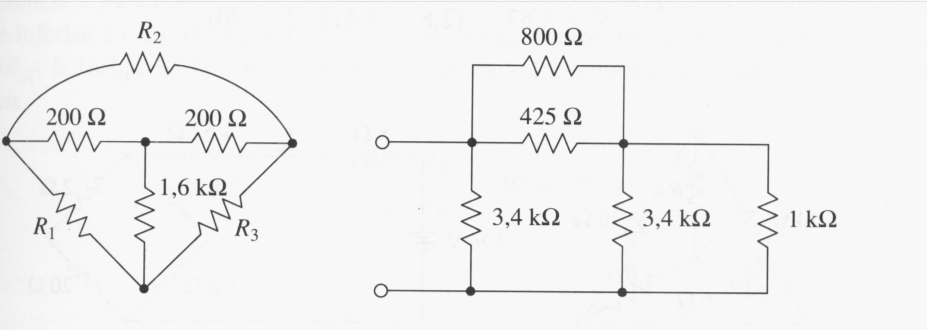 R₂
200 Ω
200 Ω
1,6 kΩ
R₁
R₃
800 Ω
425 Ω
3,4 kΩ
3,4 kΩ
1 kΩ